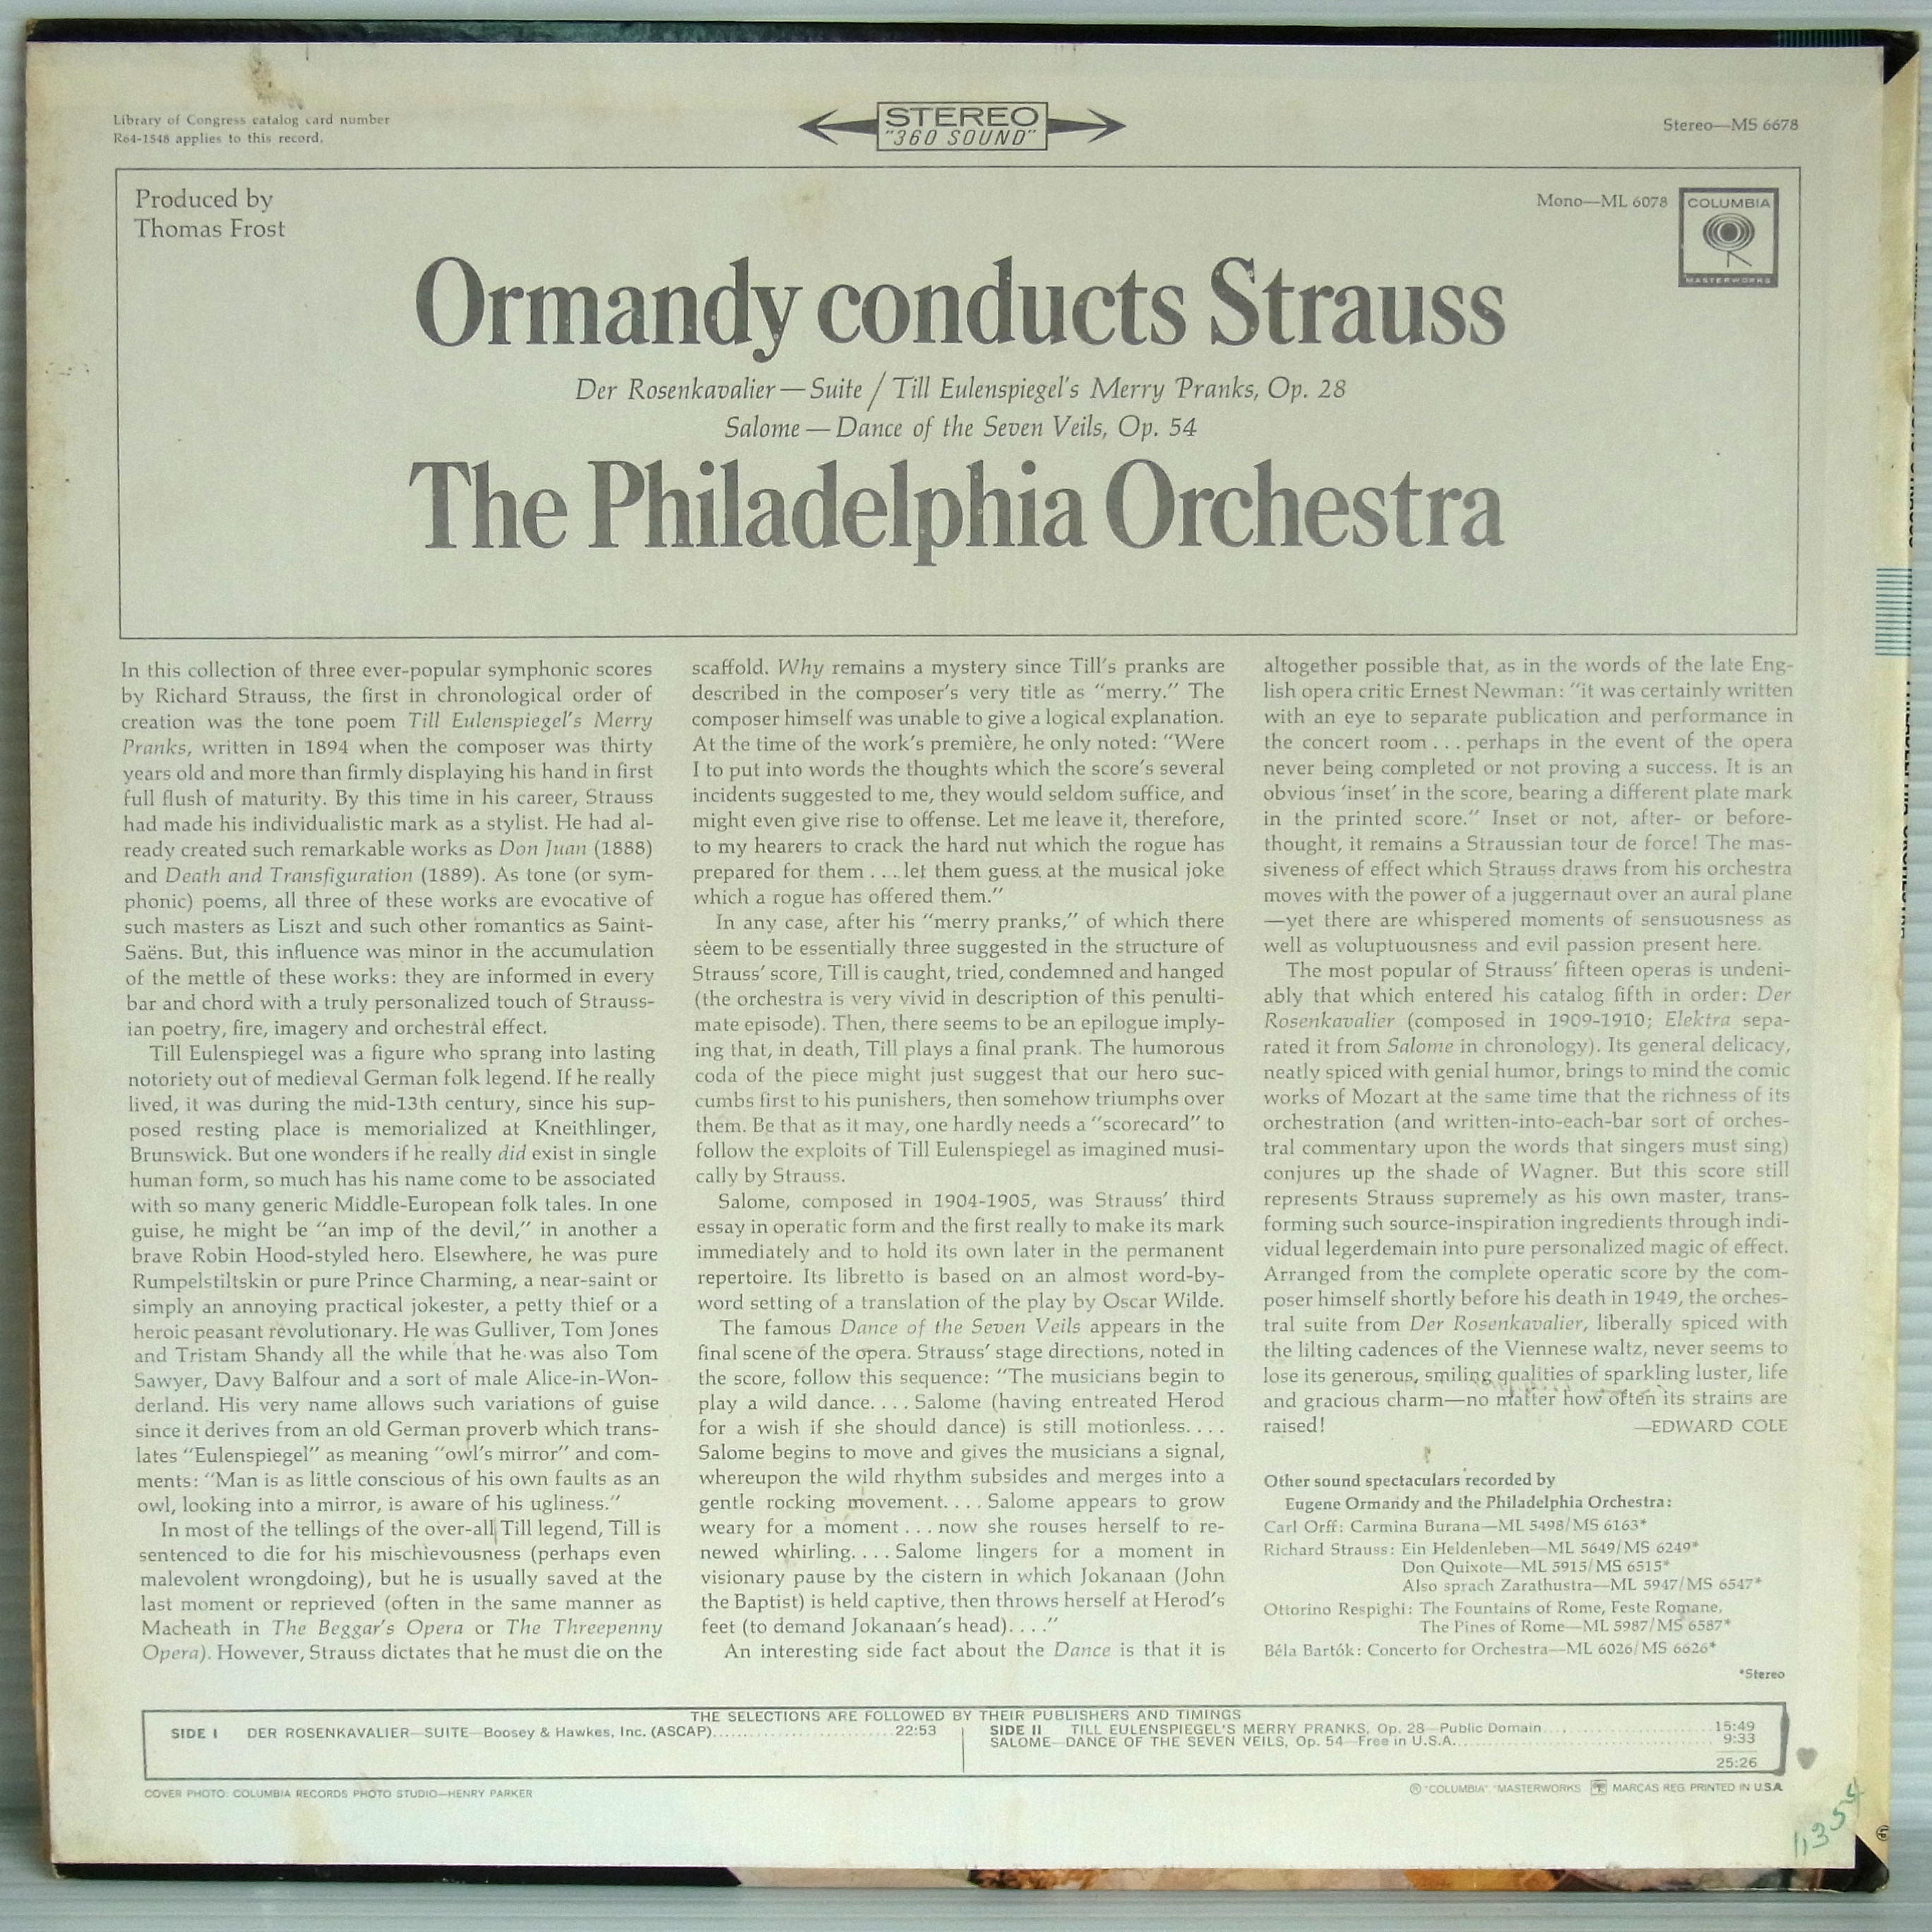 Library of Congress catalog card number
R64-1548 applies to this record.
STEREO
"360 SOUND"
Stereo—MS 6678
Produced by
Thomas Frost
Mono—ML 6078
COLUMBIA
MASTERWORKS
Ormandy conducts Strauss
Der Rosenkavalier—Suite / Till Eulenspiegel's Merry Pranks, Op. 28
Salome—Dance of the Seven Veils, Op. 54
The Philadelphia Orchestra
In this collection of three ever-popular symphonic scores
by Richard Strauss, the first in chronological order of
creation was the tone poem Till Eulenspiegel's Merry
Pranks, written in 1894 when the composer was thirty
years old and more than firmly displaying his hand in first
full flush of maturity. By this time in his career, Strauss
had made his individualistic mark as a stylist. He had al-
ready created such remarkable works as Don Juan (1888)
and Death and Transfiguration (1889). As tone (or sym-
phonic) poems, all three of these works are evocative of
such masters as Liszt and such other romantics as Saint-
Saëns. But, this influence was minor in the accumulation
of the mettle of these works: they are informed in every
bar and chord with a truly personalized touch of Strauss-
ian poetry, fire, imagery and orchestral effect.
Till Eulenspiegel was a figure who sprang into lasting
notoriety out of medieval German folk legend. If he really
lived, it was during the mid-13th century, since his sup-
posed resting place is memorialized at Kneithlinger,
Brunswick. But one wonders if he really did exist in single
human form, so much has his name come to be associated
with so many generic Middle-European folk tales. In one
guise, he might be "an imp of the devil," in another a
brave Robin Hood-styled hero. Elsewhere, he was pure
Rumpelstiltskin or pure Prince Charming, a near-saint or
simply an annoying practical jokester, a petty thief or a
heroic peasant revolutionary. He was Gulliver, Tom Jones
and Tristam Shandy all the while that he was also Tom
Sawyer, Davy Balfour and a sort of male Alice-in-Won-
derland. His very name allows such variations of guise
since it derives from an old German proverb which trans-
lates "Eulenspiegel" as meaning "owl's mirror" and com-
ments: "Man is as little conscious of his own faults as an
owl, looking into a mirror, is aware of his ugliness."
In most of the tellings of the over-all Till legend, Till is
sentenced to die for his mischievousness (perhaps even
malevolent wrongdoing), but he is usually saved at the
last moment or reprieved (often in the same manner as
Macheath in The Beggar's Opera or The Threepenny
Opera). However, Strauss dictates that he must die on the
scaffold. Why remains a mystery since Till's pranks are
described in the composer's very title as "merry." The
composer himself was unable to give a logical explanation.
At the time of the work's première, he only noted: "Were
I to put into words the thoughts which the score's several
incidents suggested to me, they would seldom suffice, and
might even give rise to offense. Let me leave it, therefore,
to my hearers to crack the hard nut which the rogue has
prepared for them . . . let them guess at the musical joke
which a rogue has offered them."
In any case, after his "merry pranks," of which there
seem to be essentially three suggested in the structure of
Strauss' score, Till is caught, tried, condemned and hanged
(the orchestra is very vivid in description of this penulti-
mate episode). Then, there seems to be an epilogue imply-
ing that, in death, Till plays a final prank. The humorous
coda of the piece might just suggest that our hero suc-
cumbs first to his punishers, then somehow triumphs over
them. Be that as it may, one hardly needs a "scorecard" to
follow the exploits of Till Eulenspiegel as imagined musi-
cally by Strauss.
Salome, composed in 1904-1905, was Strauss' third
essay in operatic form and the first really to make its mark
immediately and to hold its own later in the permanent
repertoire. Its libretto is based on an almost word-by-
word setting of a translation of the play by Oscar Wilde.
The famous Dance of the Seven Veils appears in the
final scene of the opera. Strauss' stage directions, noted in
the score, follow this sequence: "The musicians begin to
play a wild dance. . . . Salome (having entreated Herod
for a wish if she should dance) is still motionless. . . .
Salome begins to move and gives the musicians a signal,
whereupon the wild rhythm subsides and merges into a
gentle rocking movement. . . . Salome appears to grow
weary for a moment . . . now she rouses herself to re-
newed whirling. . . . Salome lingers for a moment in
visionary pause by the cistern in which Jokanaan (John
the Baptist) is held captive, then throws herself at Herod's
feet (to demand Jokanaan's head). . . ."
An interesting side fact about the Dance is that it is
altogether possible that, as in the words of the late Eng-
lish opera critic Ernest Newman: "it was certainly written
with an eye to separate publication and performance in
the concert room . . . perhaps in the event of the opera
never being completed or not proving a success. It is an
obvious 'inset' in the score, bearing a different plate mark
in the printed score." Inset or not, after- or before-
thought, it remains a Straussian tour de force! The mas-
siveness of effect which Strauss draws from his orchestra
moves with the power of a juggernaut over an aural plane
—yet there are whispered moments of sensuousness as
well as voluptuousness and evil passion present here.
The most popular of Strauss' fifteen operas is undeni-
ably that which entered his catalog fifth in order: Der
Rosenkavalier (composed in 1909-1910; Elektra sepa-
rated it from Salome in chronology). Its general delicacy,
neatly spiced with genial humor, brings to mind the comic
works of Mozart at the same time that the richness of its
orchestration (and written-into-each-bar sort of orches-
tral commentary upon the words that singers must sing)
conjures up the shade of Wagner. But this score still
represents Strauss supremely as his own master, trans-
forming such source-inspiration ingredients through indi-
vidual legerdemain into pure personalized magic of effect.
Arranged from the complete operatic score by the com-
poser himself shortly before his death in 1949, the orches-
tral suite from Der Rosenkavalier, liberally spiced with
the lilting cadences of the Viennese waltz, never seems to
lose its generous, smiling qualities of sparkling luster, life
and gracious charm—no matter how often its strains are
raised! —EDWARD COLE
Other sound spectaculars recorded by
Eugene Ormandy and the Philadelphia Orchestra:
Carl Orff: Carmina Burana—ML 5498/MS 6163*
Richard Strauss: Ein Heldenleben—ML 5649/MS 6249*
Don Quixote—ML 5915/MS 6515*
Also sprach Zarathustra—ML 5947/MS 6547*
Ottorino Respighi: The Fountains of Rome, Feste Romane,
The Pines of Rome—ML 5987/MS 6587*
Béla Bartók: Concerto for Orchestra—ML 6026/MS 6626*
*Stereo
THE SELECTIONS ARE FOLLOWED BY THEIR PUBLISHERS AND TIMINGS
SIDE I DER ROSENKAVALIER—SUITE—Boosey & Hawkes, Inc. (ASCAP) 22:53
SIDE II TILL EULENSPIEGEL'S MERRY PRANKS, Op. 28—Public Domain 15:49
SALOME—DANCE OF THE SEVEN VEILS, Op. 54—Free in U.S.A. 9:33
25:26
COVER PHOTO: COLUMBIA RECORDS PHOTO STUDIO—HENRY PARKER
® "COLUMBIA", "MASTERWORKS" MARCAS REG. PRINTED IN U.S.A.